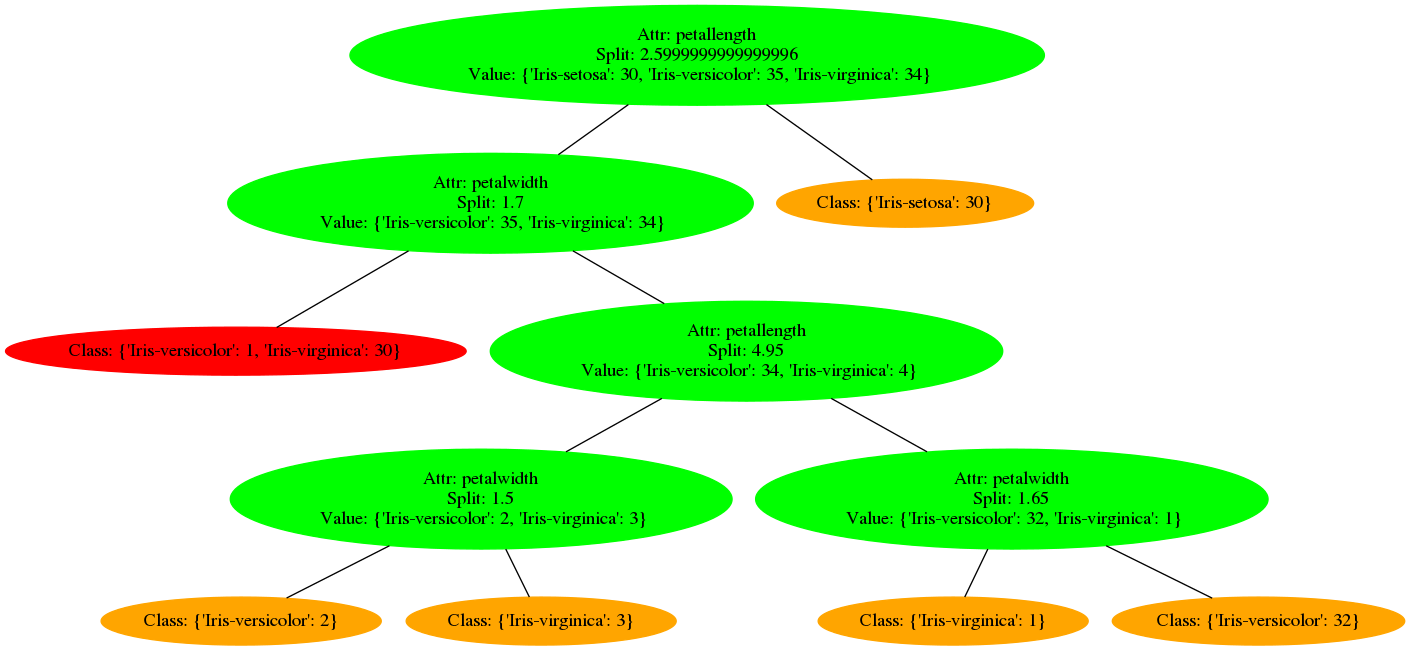 Attr: petallength
Split: 2.5999999999999996
Value: {'Iris-setosa': 30, 'Iris-versicolor': 35, 'Iris-virginica': 34}
Attr: petalwidth
Split: 1.7
Value: {'Iris-versicolor': 35, 'Iris-virginica': 34}
Class: {'Iris-setosa': 30}
Class: {'Iris-versicolor': 1, 'Iris-virginica': 30}
Attr: petallength
Split: 4.95
Value: {'Iris-versicolor': 34, 'Iris-virginica': 4}
Attr: petalwidth
Split: 1.5
Value: {'Iris-versicolor': 2, 'Iris-virginica': 3}
Attr: petalwidth
Split: 1.65
Value: {'Iris-versicolor': 32, 'Iris-virginica': 1}
Class: {'Iris-versicolor': 2}
Class: {'Iris-virginica': 3}
Class: {'Iris-virginica': 1}
Class: {'Iris-versicolor': 32}